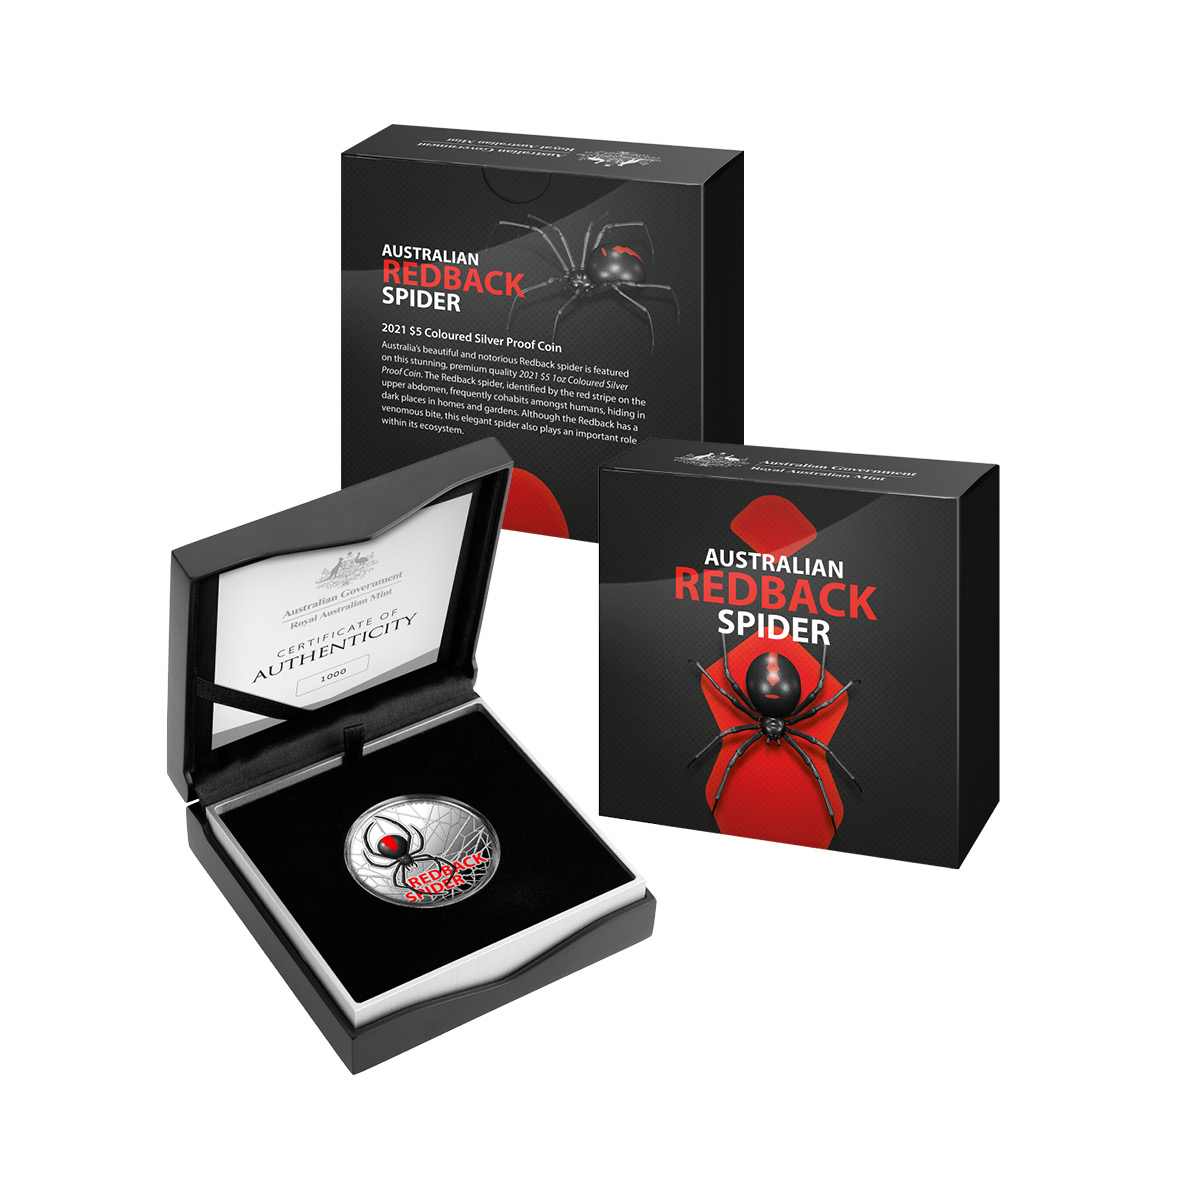 Australian Government
Royal Australian Mint
AUSTRALIAN
REDBACK
SPIDER
2021 $5 Coloured Silver Proof Coin
Australia's beautiful and notorious Redback spider is featured
on this stunning, premium quality 2021 $5 1oz Coloured Silver
Proof Coin. The Redback spider, identified by the red stripe on the
upper abdomen, frequently cohabits amongst humans, hiding in
dark places in homes and gardens. Although the Redback has a
venomous bite, this elegant spider also plays an important role
within its ecosystem.
Australian Government
Royal Australian Mint
AUSTRALIAN
REDBACK
SPIDER
Australian Government
Royal Australian Mint
CERTIFICATE OF
AUTHENTICITY
1000
REDBACK
SPIDER